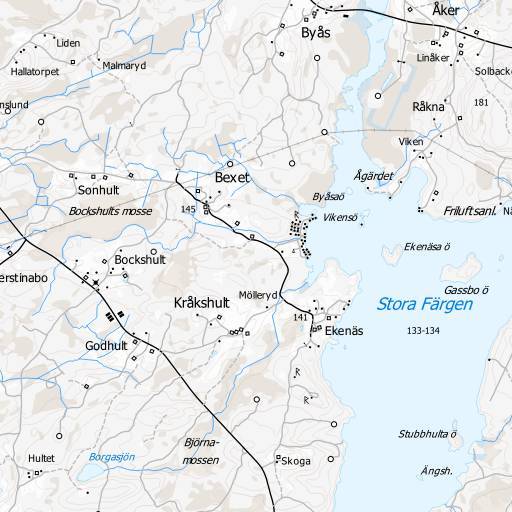 Åker
Byås
Liden
Linåker
Malmaryd
Hallatorpet
Solbacke
Råkna
181
nslund
Viken
Bexet
Ågärdet
Sonhult
Byåsaö
Bockshults mosse
145
R
Vikensö
Friluftsanl.
Nä
Ekenäsa ö
Bockshult
erstinabo
Gassbo ö
Mölleryd
Kråkshult
Stora Färgen
141
Ekenäs
133-134
Godhult
R
R
Björna-
mossen
Stubbhulta ö
Hultet
Borgasjön
Skoga
Ängsh.